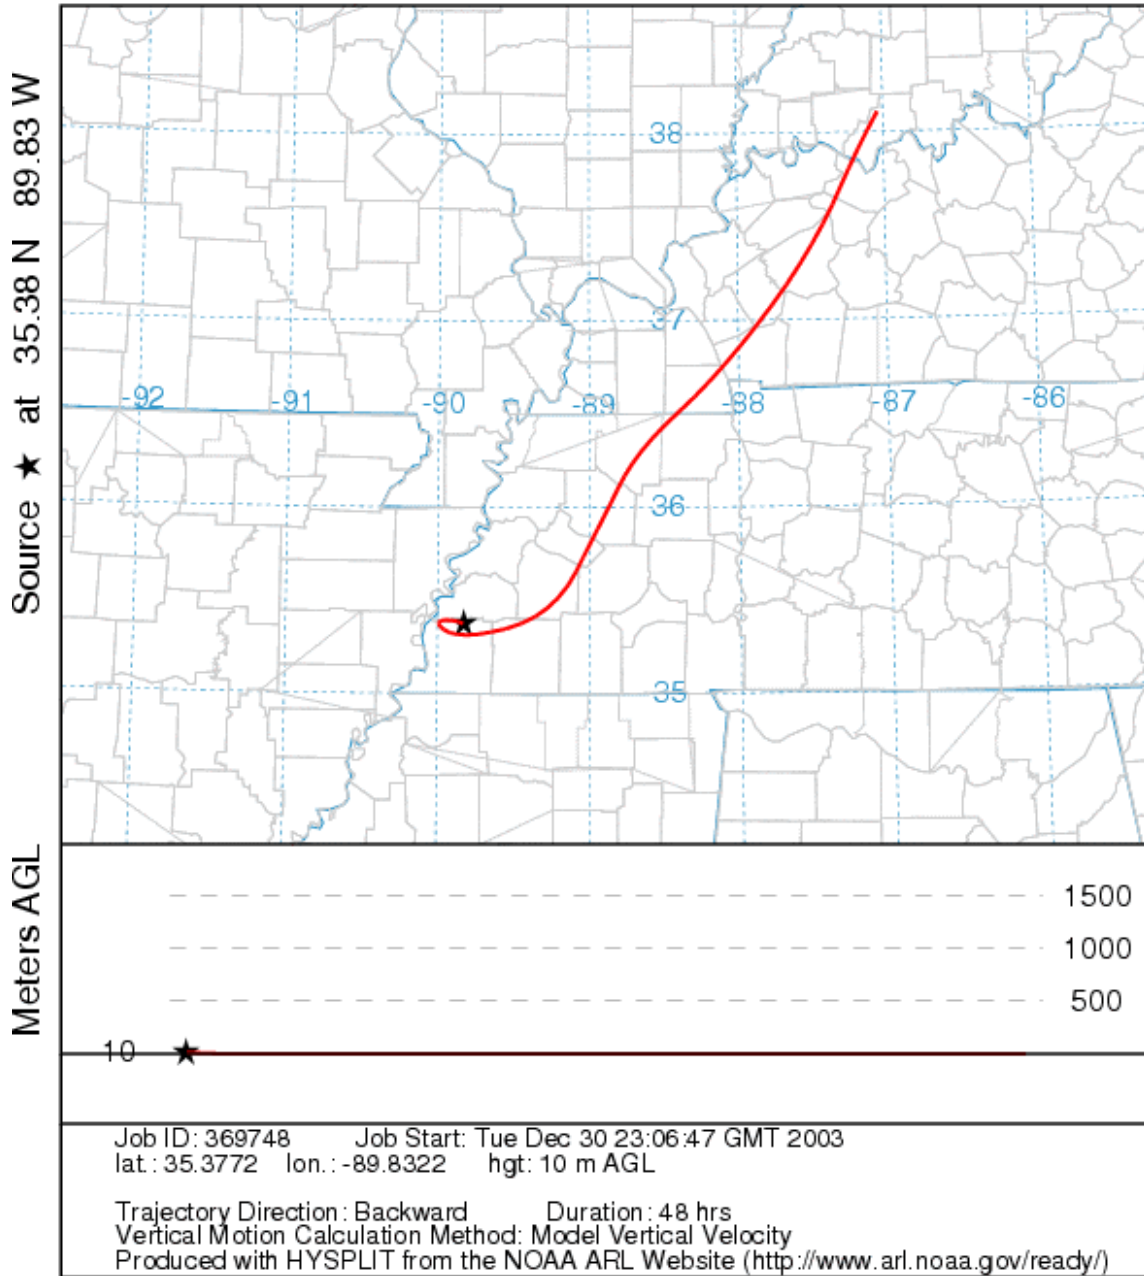 Source ★ at 35.38 N 89.83 W
38
37
-92 -91 -90 -89 -88 -87 -86
36
35
Meters AGL
1500
1000
500
10
Job ID: 369748 Job Start: Tue Dec 30 23:06:47 GMT 2003
lat.: 35.3772 lon.: -89.8322 hgt: 10 m AGL
Trajectory Direction: Backward Duration: 48 hrs
Vertical Motion Calculation Method: Model Vertical Velocity
Produced with HYSPLIT from the NOAA ARL Website (http://www.arl.noaa.gov/ready/)